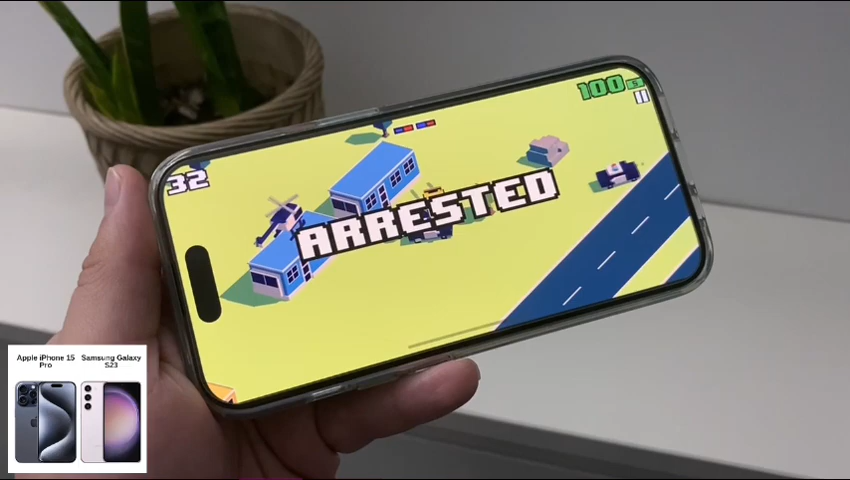 32
100
ARRESTED
Apple iPhone 15 Pro
Samsung Galaxy S23